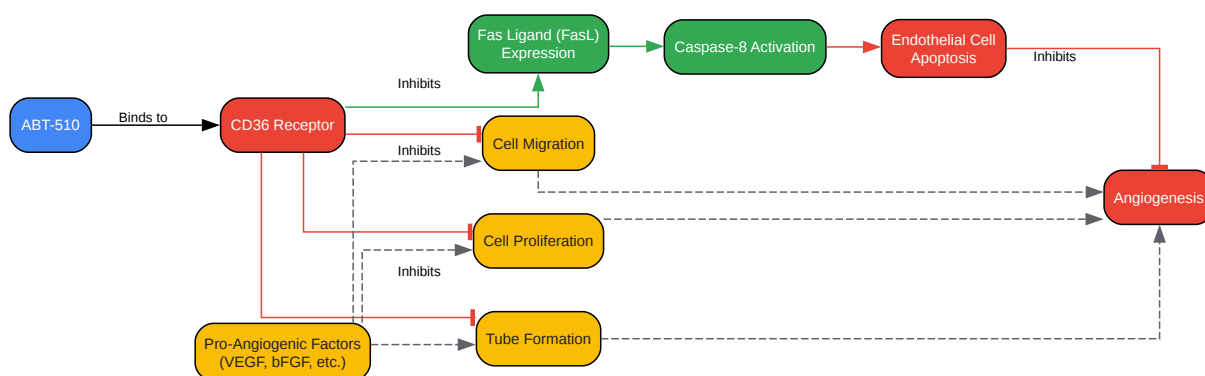 Fas Ligand (FasL)
Expression
Caspase-8 Activation
Endothelial Cell
Apoptosis
Inhibits
Inhibits
ABT-510
Binds to
CD36 Receptor
Cell Migration
Inhibits
Angiogenesis
Cell Proliferation
Inhibits
Tube Formation
Pro-Angiogenic Factors
(VEGF, bFGF, etc.)